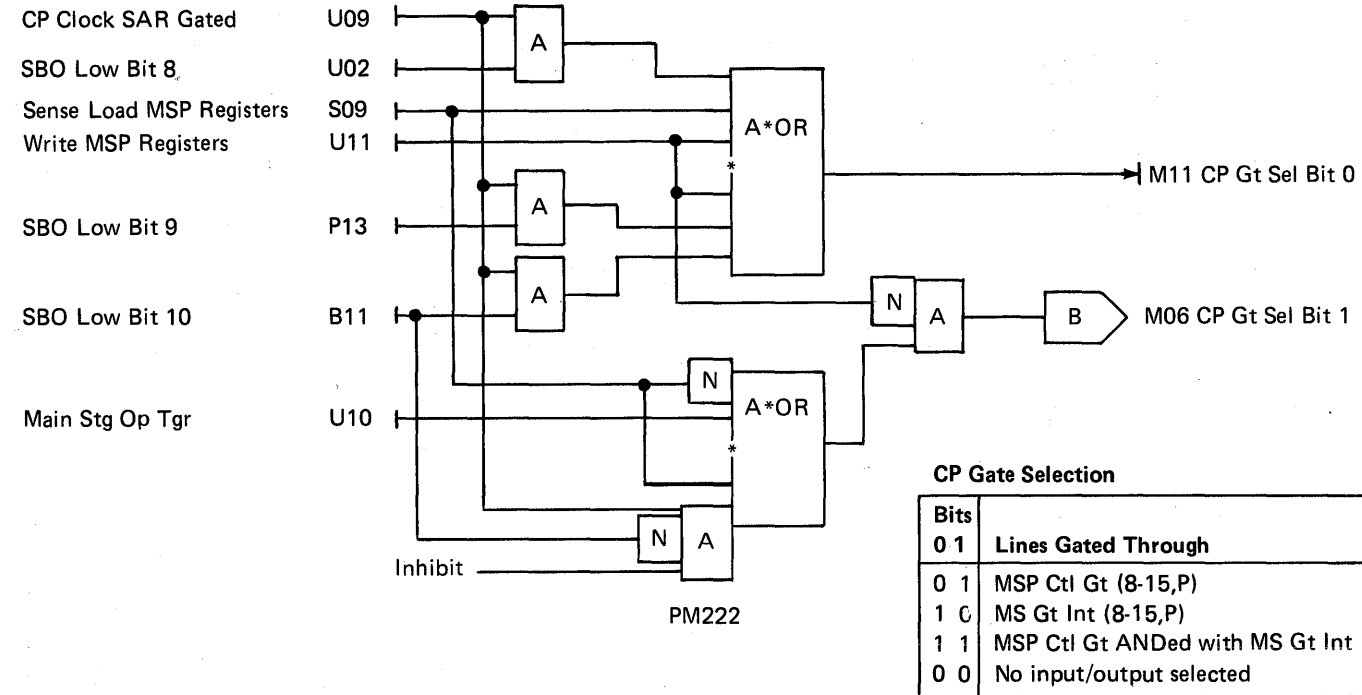 CP Clock SAR Gated U09
A
SBO Low Bit 8 U02
Sense Load MSP Registers S09
Write MSP Registers U11
A*OR
*
M11 CP Gt Sel Bit 0
A
SBO Low Bit 9 P13
A
SBO Low Bit 10 B11
N A B M06 CP Gt Sel Bit 1
N
A*OR
Main Stg Op Tgr U10
*
N A
Inhibit
PM222
CP Gate Selection
Bits
0 1 Lines Gated Through
0 1 MSP Ctl Gt (8-15,P)
1 0 MS Gt Int (8-15,P)
1 1 MSP Ctl Gt ANDed with MS Gt Int
0 0 No input/output selected